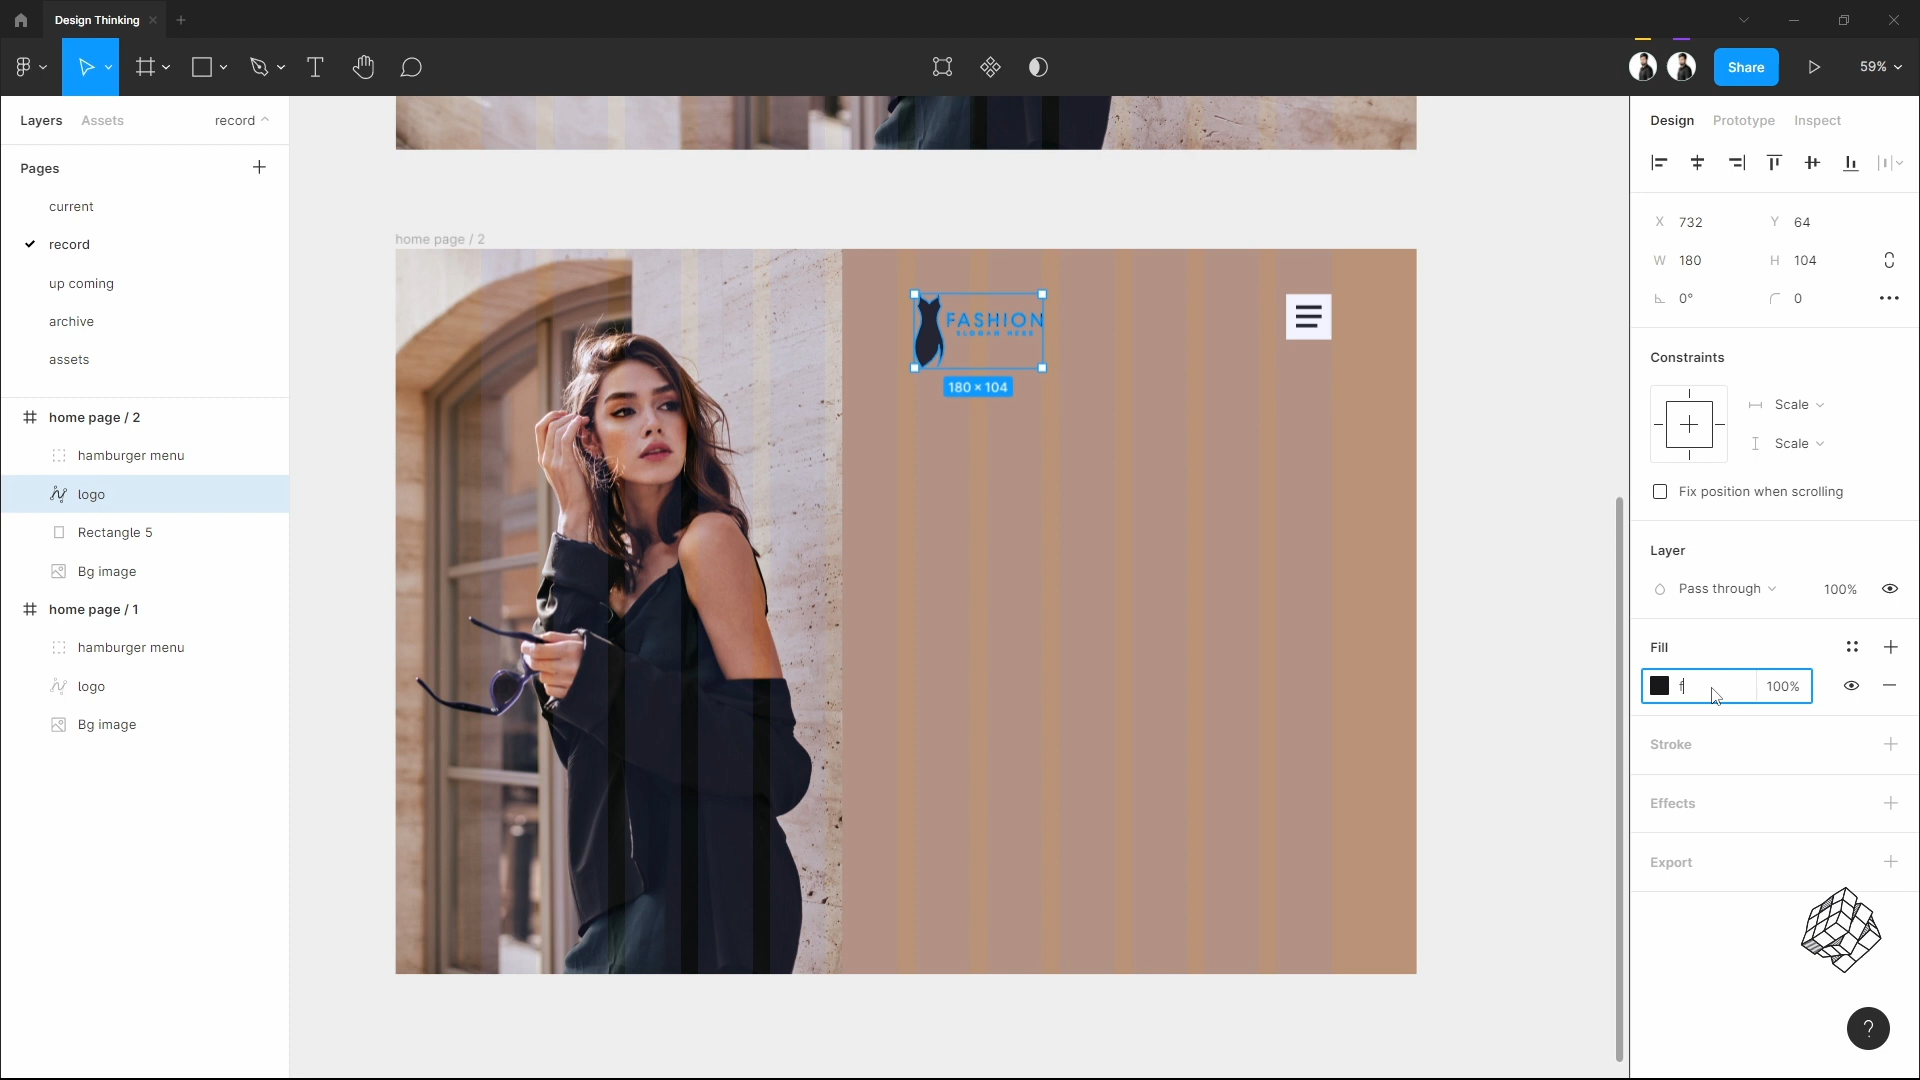 Design Thinking
59%
Share
Layers
Assets
record
Pages
current
record
up coming
archive
assets
home page / 2
hamburger menu
logo
Rectangle 5
Bg image
home page / 1
hamburger menu
logo
Bg image
home page / 2
FASHION
SLOGAN HERE
180 × 104
Design
Prototype
Inspect
X 732
Y 64
W 180
H 104
0°
0
Constraints
Scale
Scale
Fix position when scrolling
Layer
Pass through
100%
Fill
f
100%
Stroke
Effects
Export
?